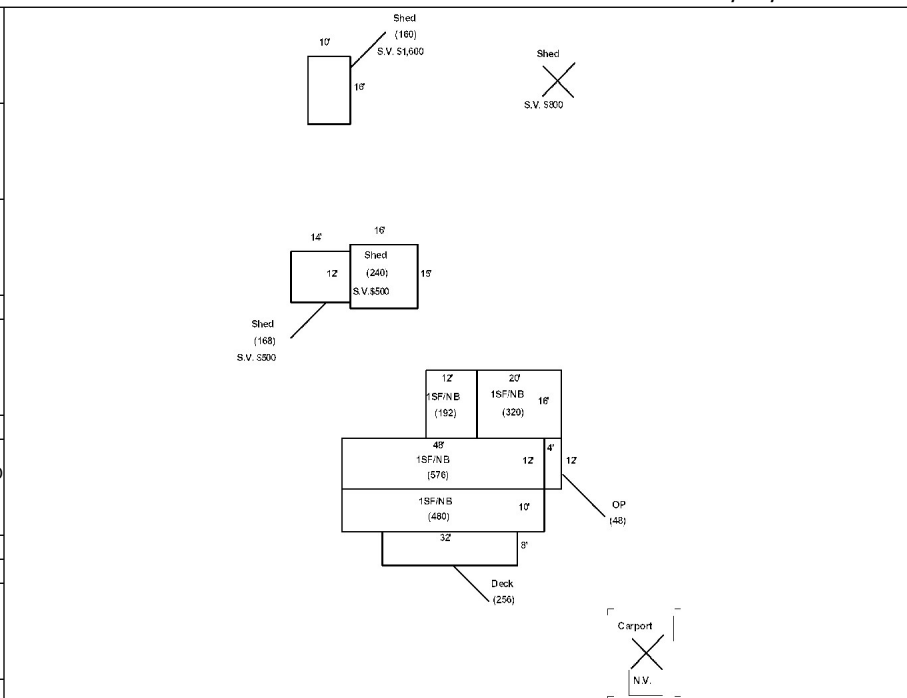 Shed
(160)
S.V. $1,600
10'
16'
Shed
S.V. $800
14'
16'
Shed
12'
(240)
15'
S.V.$500
Shed
(168)
S.V. $500
12'
20'
1SF/NB
1SF/NB
16'
(192)
(320)
48'
4'
1SF/NB
12'
12'
(576)
1SF/NB
10'
(480)
OP
(48)
32'
8'
Deck
(256)
Carport
N.V.